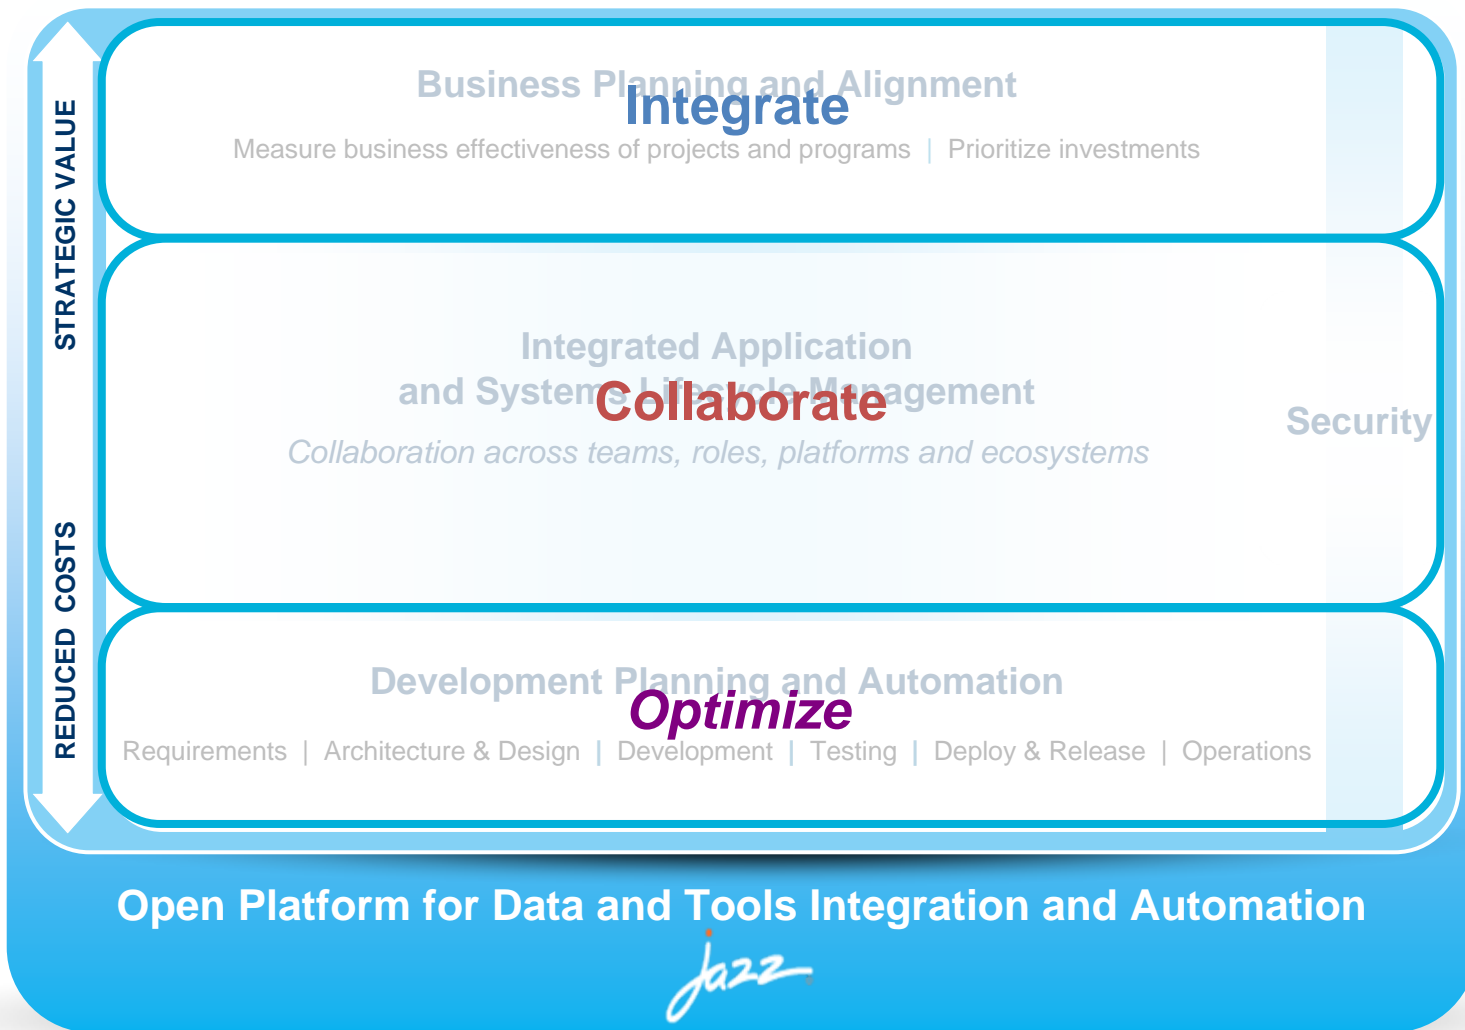 STRATEGIC VALUE
REDUCED COSTS
Business Planning and Alignment
Integrate
Measure business effectiveness of projects and programs | Prioritize investments
Integrated Application
and Systems Lifecycle Management
Collaborate
Collaboration across teams, roles, platforms and ecosystems
Security
Development Planning and Automation
Optimize
Requirements | Architecture & Design | Development | Testing | Deploy & Release | Operations
Open Platform for Data and Tools Integration and Automation
jazz